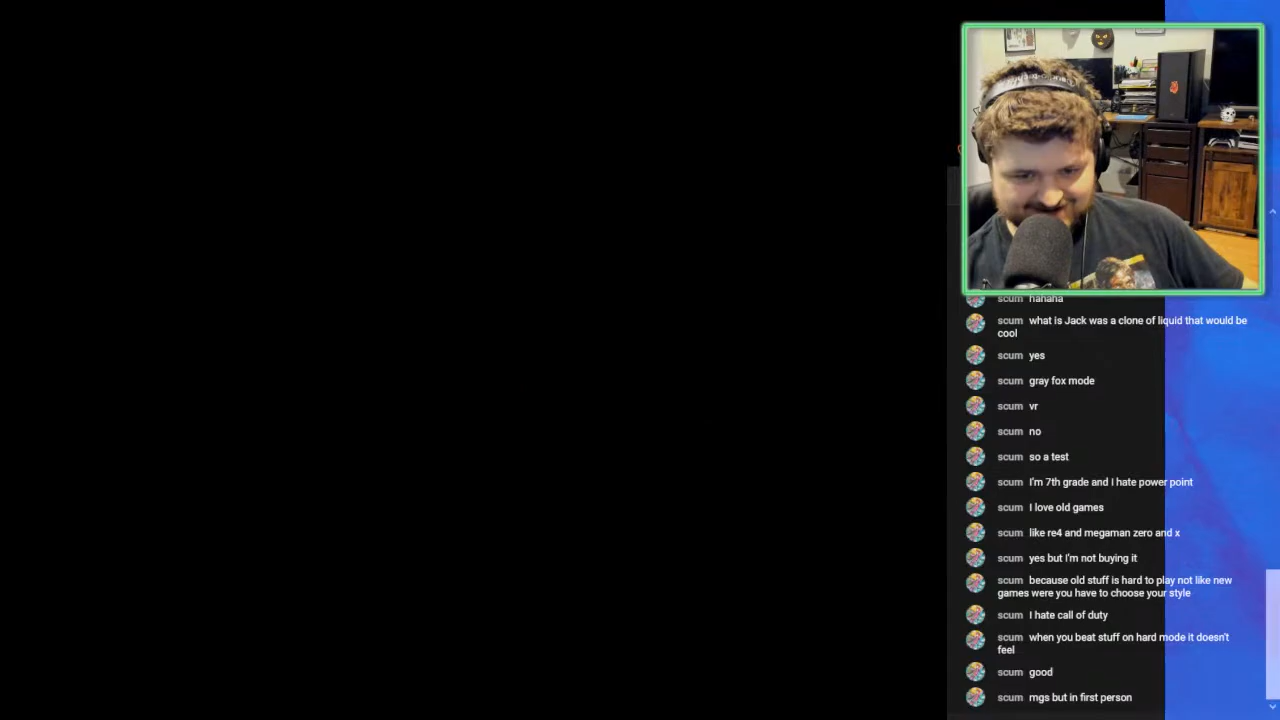 scum hahaha
scum what is Jack was a clone of liquid that would be
cool
scum yes
scum gray fox mode
scum vr
scum no
scum so a test
scum I'm 7th grade and I hate power point
scum I love old games
scum like re4 and megaman zero and x
scum yes but I'm not buying it
scum because old stuff is hard to play not like new
games were you have to choose your style
scum I hate call of duty
scum when you beat stuff on hard mode it doesn't
feel
scum good
scum mgs but in first person